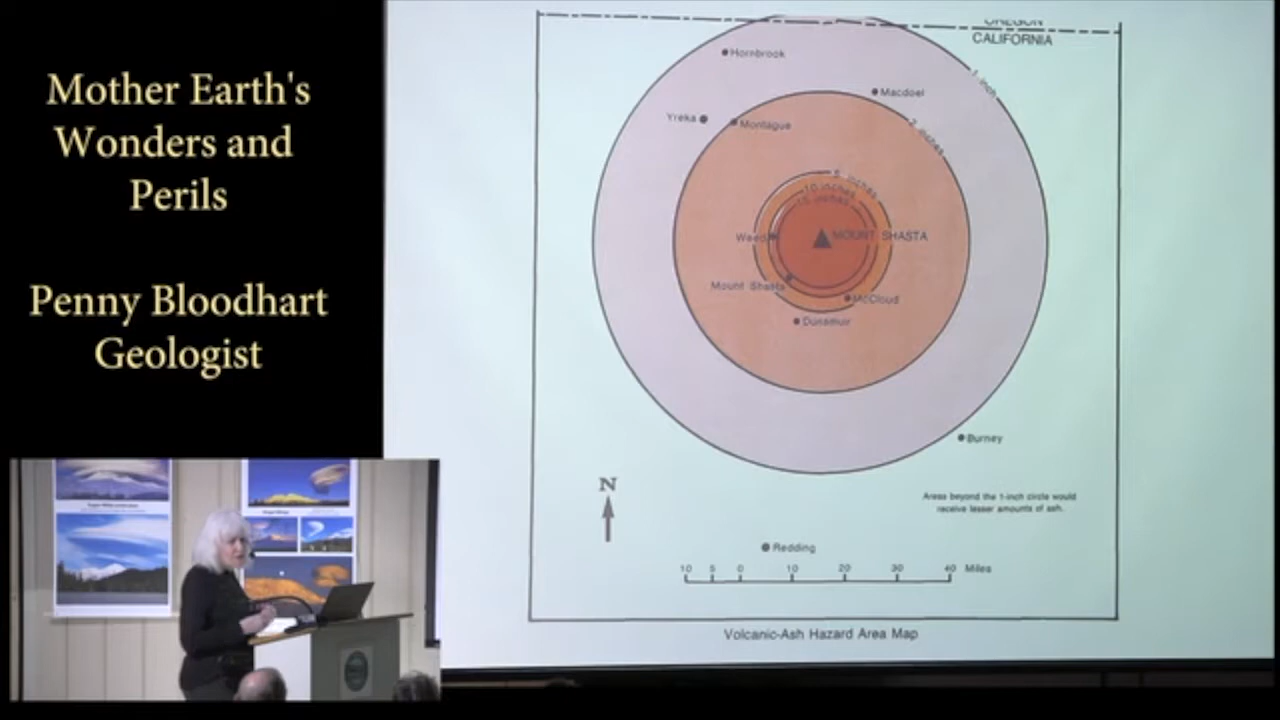 Mother Earth's
Wonders and
Perils
Penny Bloodhart
Geologist
OREGON
CALIFORNIA
Hornbrook
1 inch
Macdoel
Yreka
Montague
2 inches
5 inches
10 inches
15 inches
Weed
MOUNT SHASTA
Mount Shasta
McCloud
Dunsmuir
Burney
N
Areas beyond the 1-inch circle would
receive lesser amounts of ash.
Redding
10 5 0 10 20 30 40 Miles
Volcanic-Ash Hazard Area Map